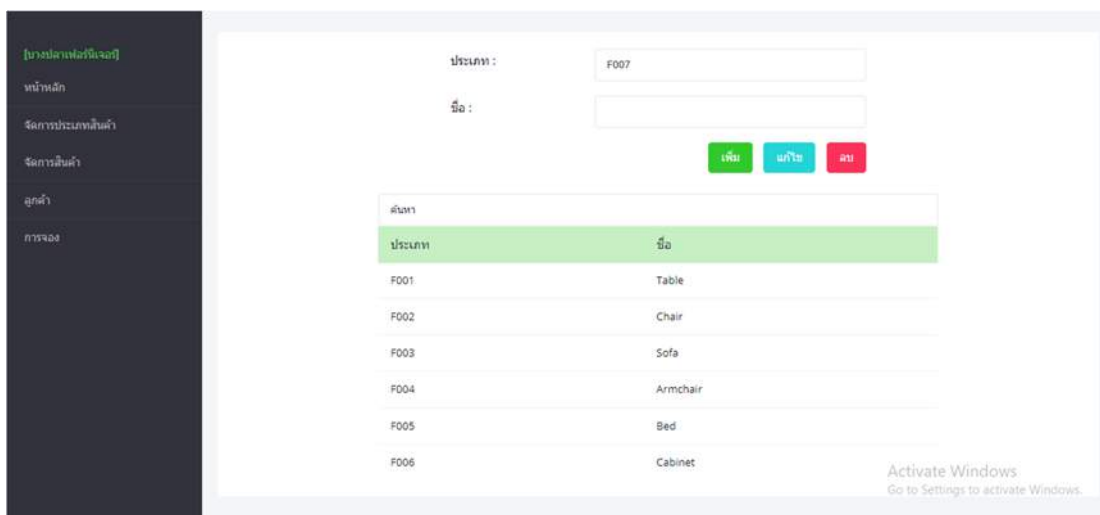 [บางปลาเฟอร์นิเจอร์]
หน้าหลัก
จัดการประเภทสินค้า
จัดการสินค้า
ลูกค้า
การจอง
ประเภท : F007
ชื่อ :
เพิ่ม แก้ไข ลบ
ค้นหา
ประเภท ชื่อ
F001 Table
F002 Chair
F003 Sofa
F004 Armchair
F005 Bed
F006 Cabinet
Activate Windows
Go to Settings to activate Windows.